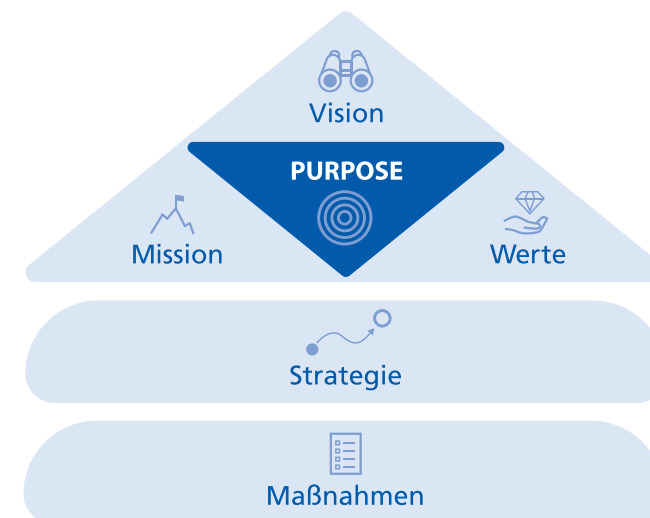 Vision
PURPOSE
Mission
Werte
Strategie
Maßnahmen